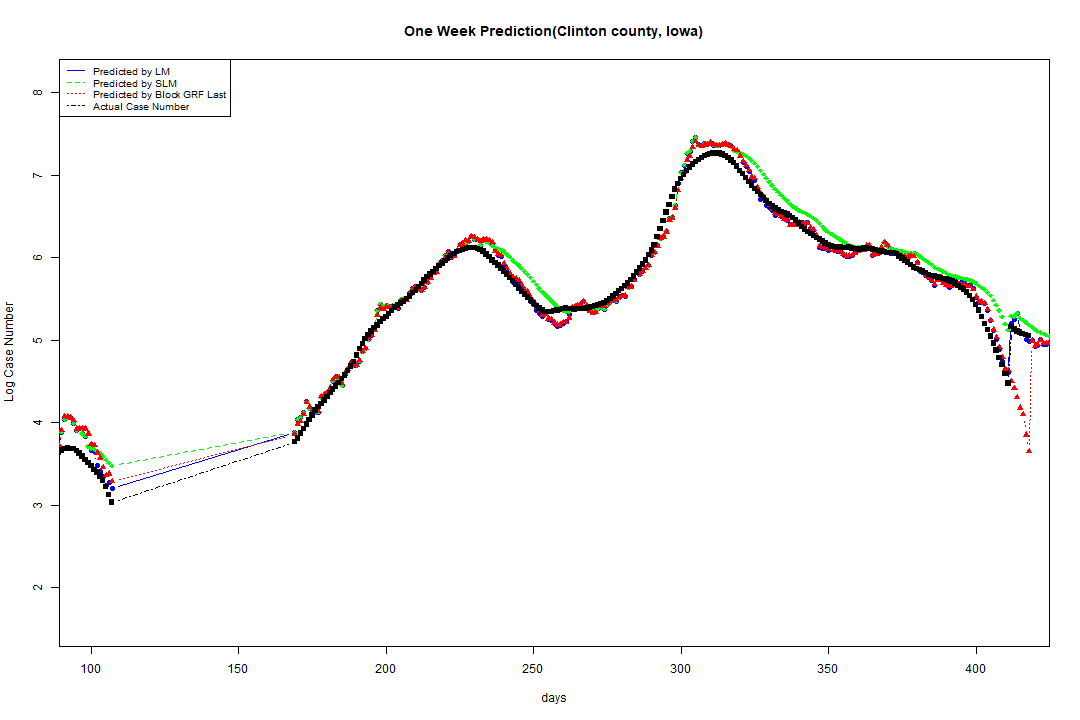 One Week Prediction(Clinton county, Iowa)
Predicted by LM
Predicted by SLM
Predicted by Block GRF Last
Actual Case Number
8
7
6
5
4
3
2
Log Case Number
100 150 200 250 300 350 400
days